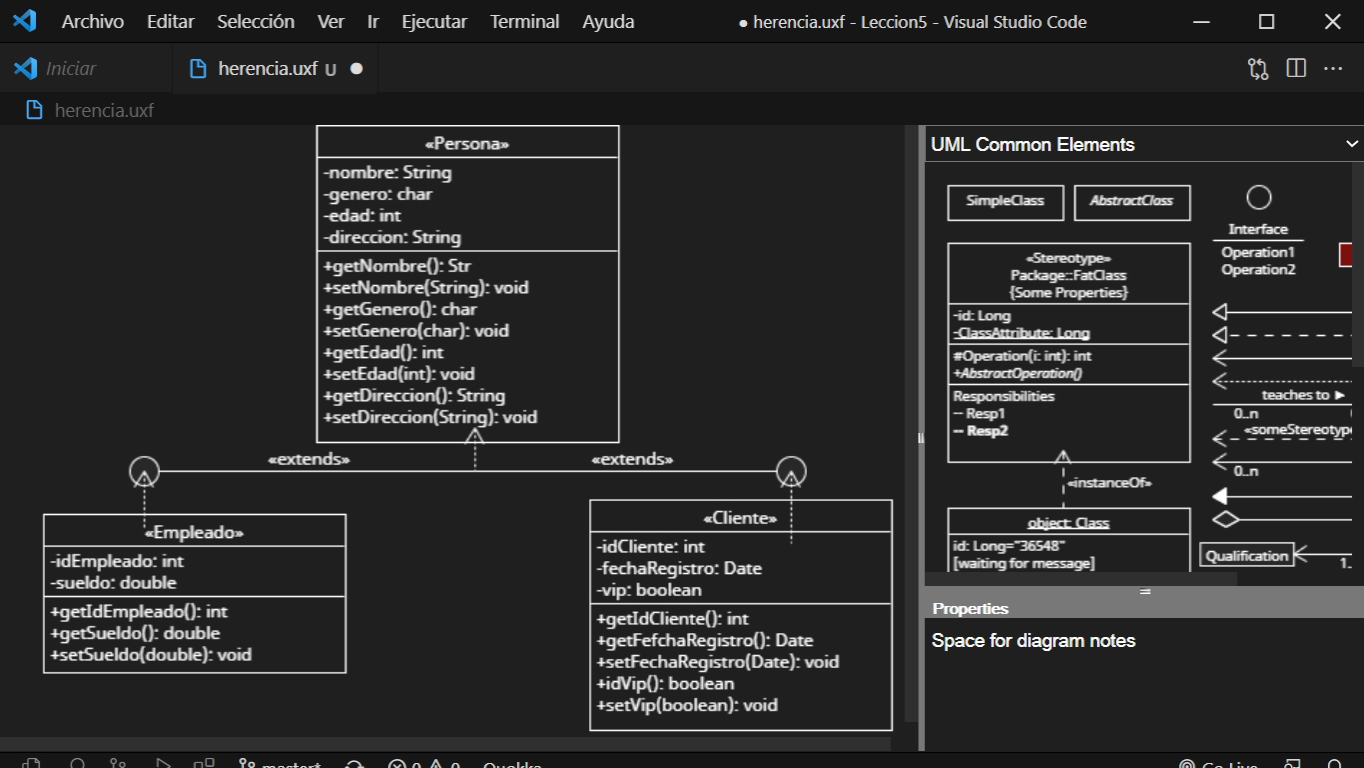 Archivo Editar Selección Ver Ir Ejecutar Terminal Ayuda
● herencia.uxf - Leccion5 - Visual Studio Code
Iniciar
herencia.uxf U
herencia.uxf
«Persona»
-nombre: String
-genero: char
-edad: int
-direccion: String
+getNombre(): Str
+setNombre(String): void
+getGenero(): char
+setGenero(char): void
+getEdad(): int
+setEdad(int): void
+getDireccion(): String
+setDireccion(String): void
«extends»
«extends»
«Empleado»
-idEmpleado: int
-sueldo: double
+getIdEmpleado(): int
+getSueldo(): double
+setSueldo(double): void
«Cliente»
-idCliente: int
-fechaRegistro: Date
-vip: boolean
+getIdCliente(): int
+getFefchaRegistro(): Date
+setFechaRegistro(Date): void
+idVip(): boolean
+setVip(boolean): void
UML Common Elements
SimpleClass
AbstractClass
Interface
Operation1
Operation2
«Stereotype»
Package::FatClass
{Some Properties}
-id: Long
-ClassAttribute: Long
#Operation(i: int): int
+AbstractOperation()
Responsibilities
-- Resp1
-- Resp2
«instanceOf»
object: Class
id: Long="36548"
[waiting for message]
teaches to ►
0..n
«someStereotype
0..n
Qualification
1..
Properties
Space for diagram notes
master*
0 0
Quokka
Go Live